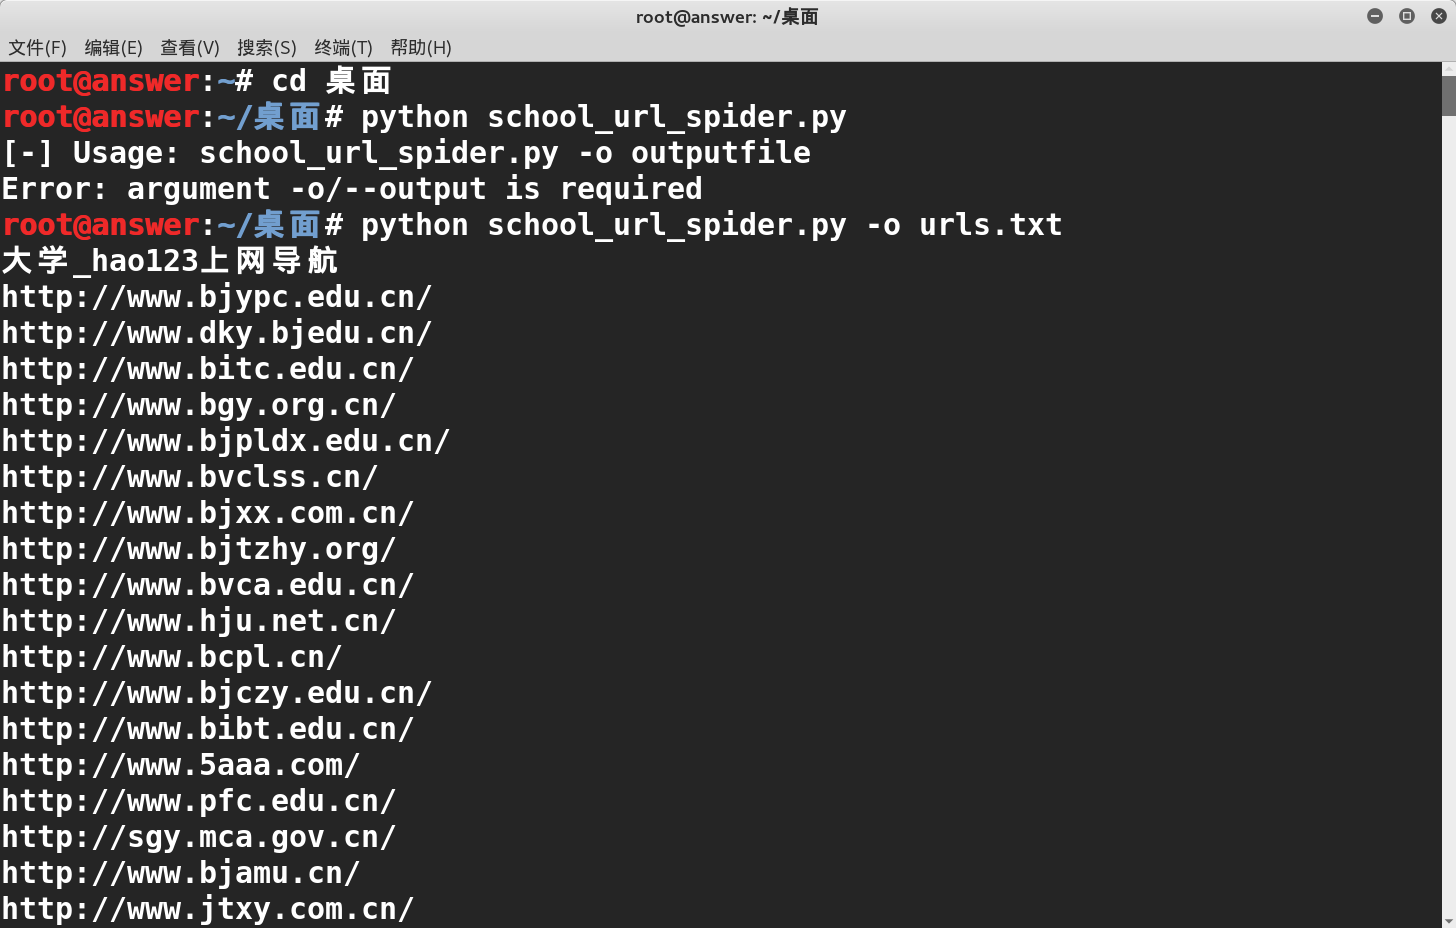 root@answer: ~/桌面
文件(F) 编辑(E) 查看(V) 搜索(S) 终端(T) 帮助(H)
root@answer:~# cd 桌面
root@answer:~/桌面# python school_url_spider.py
[-] Usage: school_url_spider.py -o outputfile
Error: argument -o/--output is required
root@answer:~/桌面# python school_url_spider.py -o urls.txt
大学_hao123上网导航
http://www.bjypc.edu.cn/
http://www.dky.bjedu.cn/
http://www.bitc.edu.cn/
http://www.bgy.org.cn/
http://www.bjpldx.edu.cn/
http://www.bvclss.cn/
http://www.bjxx.com.cn/
http://www.bjtzhy.org/
http://www.bvca.edu.cn/
http://www.hju.net.cn/
http://www.bcpl.cn/
http://www.bjczy.edu.cn/
http://www.bibt.edu.cn/
http://www.5aaa.com/
http://www.pfc.edu.cn/
http://sgy.mca.gov.cn/
http://www.bjamu.cn/
http://www.jtxy.com.cn/